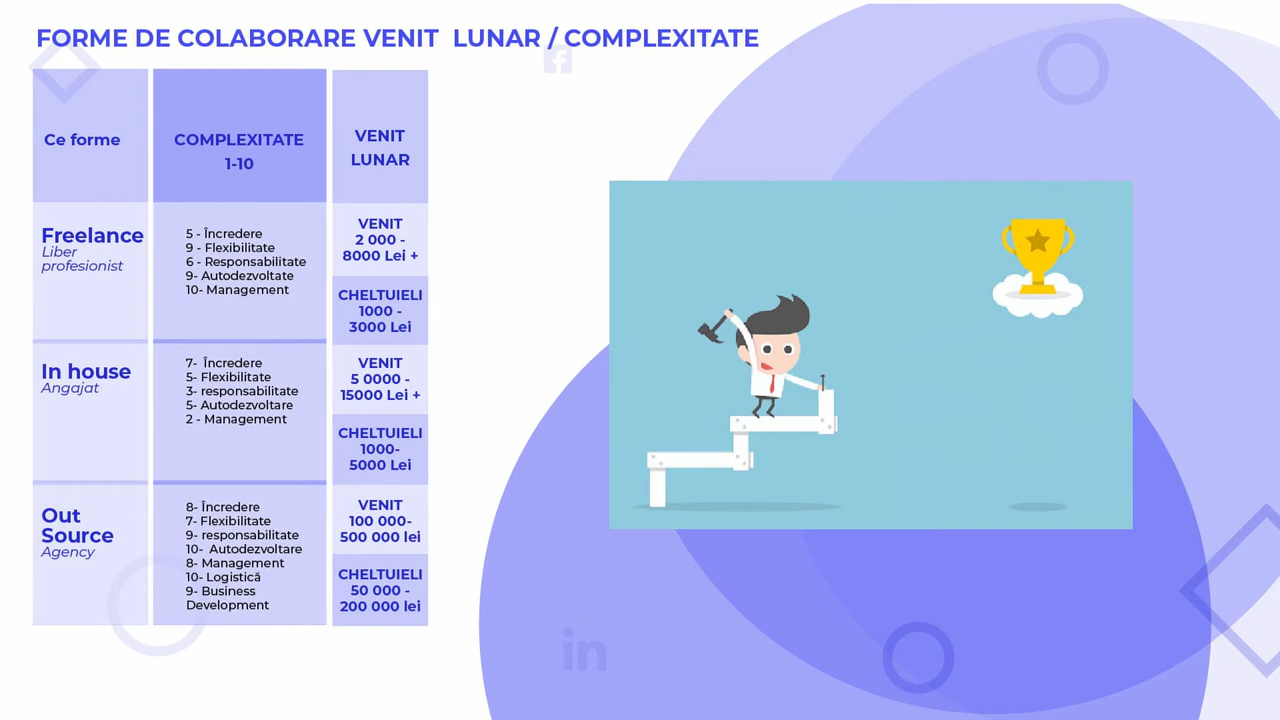 FORME DE COLABORARE VENIT LUNAR / COMPLEXITATE
Ce forme
COMPLEXITATE
1-10
VENIT
LUNAR
Freelance
Liber
profesionist
5 - Încredere
9 - Flexibilitate
6 - Responsabilitate
9- Autodezvoltate
10- Management
VENIT
2 000 -
8000 Lei +
CHELTUIELI
1000 -
3000 Lei
In house
Angajat
7- Încredere
5- Flexibilitate
3- responsabilitate
5- Autodezvoltare
2 - Management
VENIT
5 0000 -
15000 Lei +
CHELTUIELI
1000-
5000 Lei
Out
Source
Agency
8- Încredere
7- Flexibilitate
9- responsabilitate
10- Autodezvoltare
8- Management
10- Logistică
9- Business
Development
VENIT
100 000-
500 000 lei
CHELTUIELI
50 000 -
200 000 lei
in